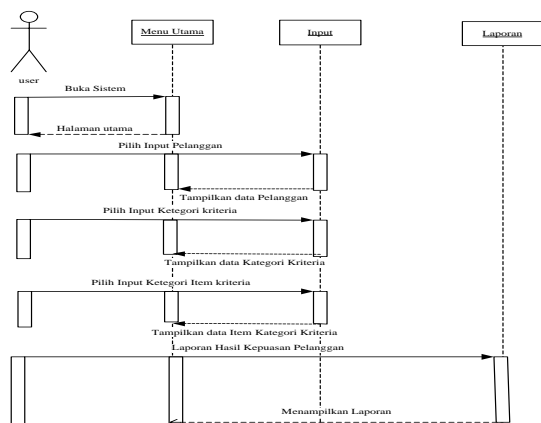 Menu Utama
Input
Laporan
user
Buka Sistem
Halaman utama
Pilih Input Pelanggan
Tampilkan data Pelanggan
Pilih Input Ketegori kriteria
Tampilkan data Kategori Kriteria
Pilih Input Ketegori Item kriteria
Tampilkan data Item Kategori Kriteria
Laporan Hasil Kepuasan Pelanggan
Menampilkan Laporan